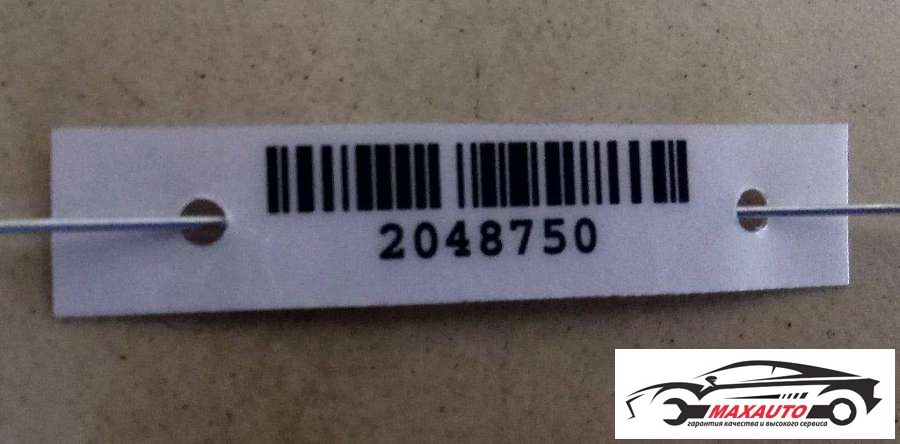 2048750
MAXAUTO
гарантия качества и высокого сервиса